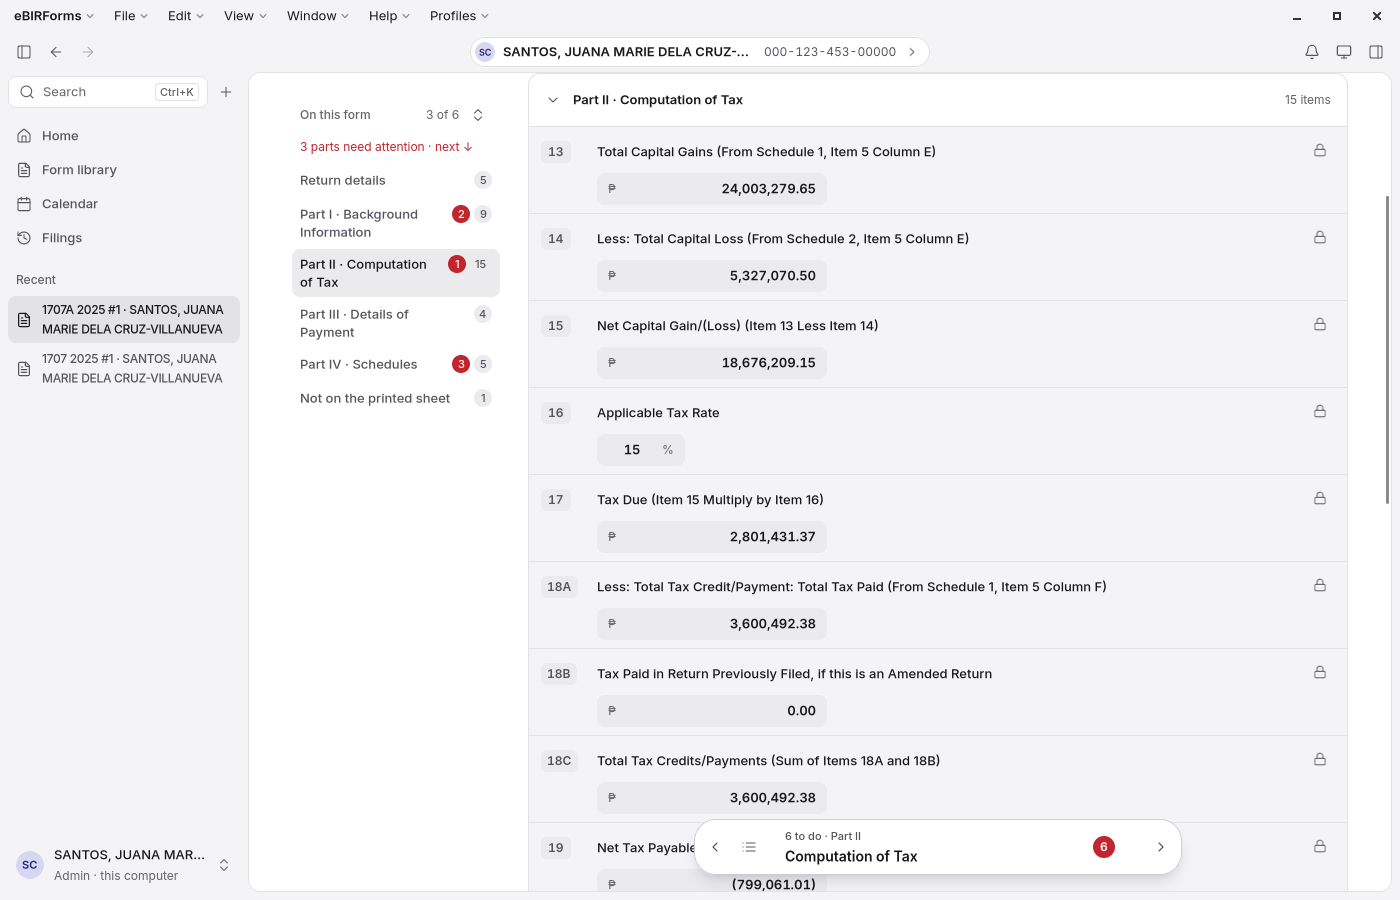 eBIRForms File Edit View Window Help Profiles
SC SANTOS, JUANA MARIE DELA CRUZ-... 000-123-453-00000
Search Ctrl+K
Home
Form library
Calendar
Filings
Recent
1707A 2025 #1 · SANTOS, JUANA
MARIE DELA CRUZ-VILLANUEVA
1707 2025 #1 · SANTOS, JUANA
MARIE DELA CRUZ-VILLANUEVA
SC SANTOS, JUANA MAR...
Admin · this computer
On this form 3 of 6
3 parts need attention · next ↓
Return details 5
Part I · Background 2 9
Information
Part II · Computation 1 15
of Tax
Part III · Details of 4
Payment
Part IV · Schedules 3 5
Not on the printed sheet 1
Part II · Computation of Tax 15 items
13 Total Capital Gains (From Schedule 1, Item 5 Column E)
₱ 24,003,279.65
14 Less: Total Capital Loss (From Schedule 2, Item 5 Column E)
₱ 5,327,070.50
15 Net Capital Gain/(Loss) (Item 13 Less Item 14)
₱ 18,676,209.15
16 Applicable Tax Rate
15 %
17 Tax Due (Item 15 Multiply by Item 16)
₱ 2,801,431.37
18A Less: Total Tax Credit/Payment: Total Tax Paid (From Schedule 1, Item 5 Column F)
₱ 3,600,492.38
18B Tax Paid in Return Previously Filed, if this is an Amended Return
₱ 0.00
18C Total Tax Credits/Payments (Sum of Items 18A and 18B)
₱ 3,600,492.38
19 Net Tax Payable
₱ (799,061.01)
6 to do · Part II
Computation of Tax 6